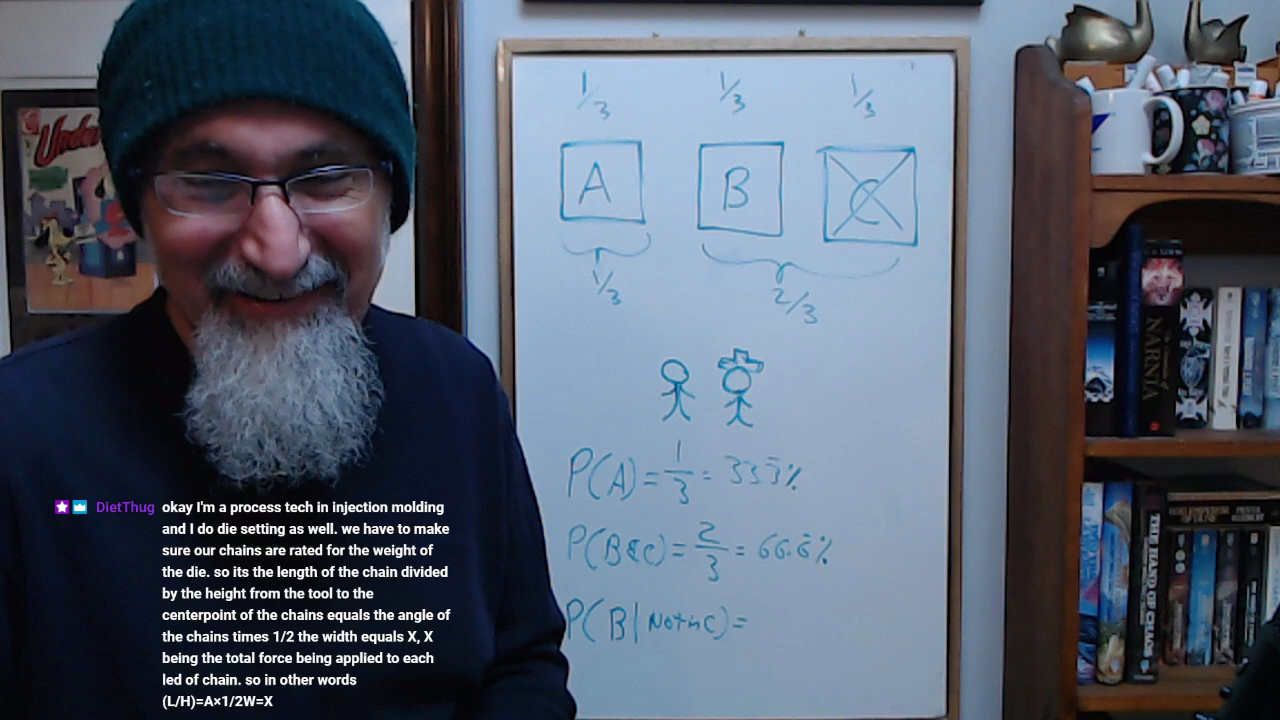 1/3 1/3 1/3
A B C
1/3 2/3
P(A) = 1/3 = 33.3%
P(B&C) = 2/3 = 66.6%
P(B | Not in C) =
Under
NARNIA
THE HAND OF CHAOS
DietThug okay I'm a process tech in injection molding
and I do die setting as well. we have to make
sure our chains are rated for the weight of
the die. so its the length of the chain divided
by the height from the tool to the
centerpoint of the chains equals the angle of
the chains times 1/2 the width equals X, X
being the total force being applied to each
led of chain. so in other words
(L/H)=A×1/2W=X